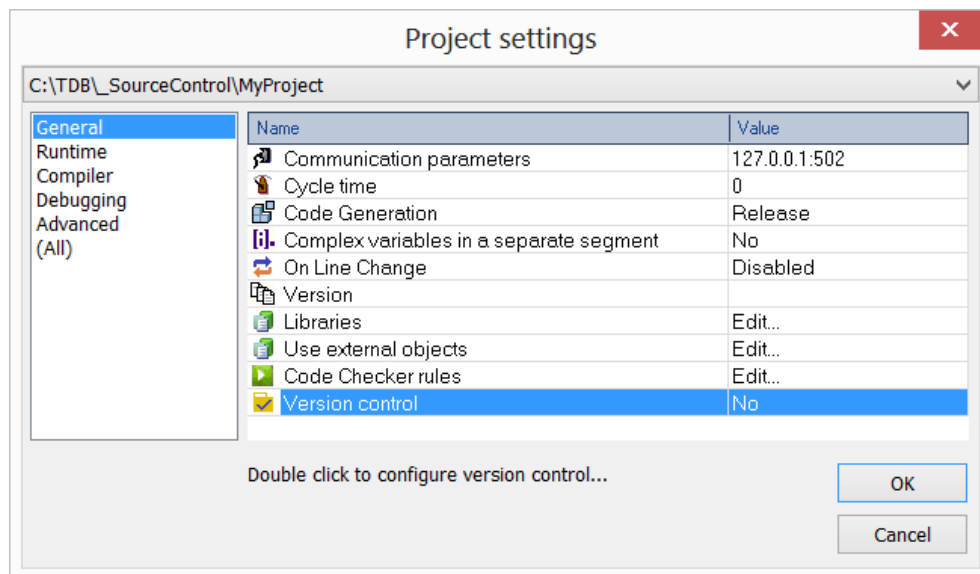 Project settings
C:\TDB\_SourceControl\MyProject
General
Runtime
Compiler
Debugging
Advanced
(All)
Name Value
Communication parameters 127.0.0.1:502
Cycle time 0
Code Generation Release
Complex variables in a separate segment No
On Line Change Disabled
Version
Libraries Edit...
Use external objects Edit...
Code Checker rules Edit...
Version control No
Double click to configure version control...
OK
Cancel